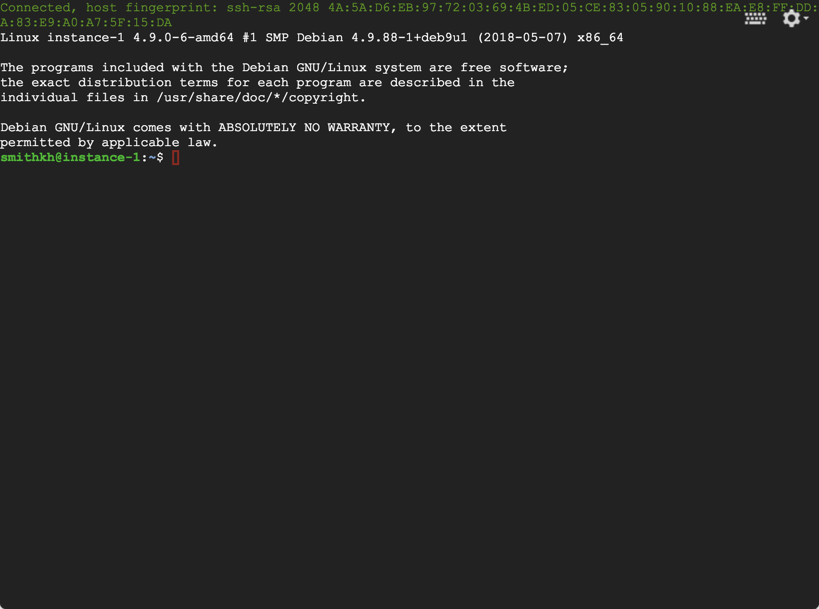 Connected, host fingerprint: ssh-rsa 2048 4A:5A:D6:EB:97:72:03:69:4B:ED:05:CE:83:05:90:10:88:EA:E8:FF:DD:
A:83:E9:A0:A7:5F:15:DA
Linux instance-1 4.9.0-6-amd64 #1 SMP Debian 4.9.88-1+deb9u1 (2018-05-07) x86_64
The programs included with the Debian GNU/Linux system are free software;
the exact distribution terms for each program are described in the
individual files in /usr/share/doc/*/copyright.
Debian GNU/Linux comes with ABSOLUTELY NO WARRANTY, to the extent
permitted by applicable law.
smithkh@instance-1:~$